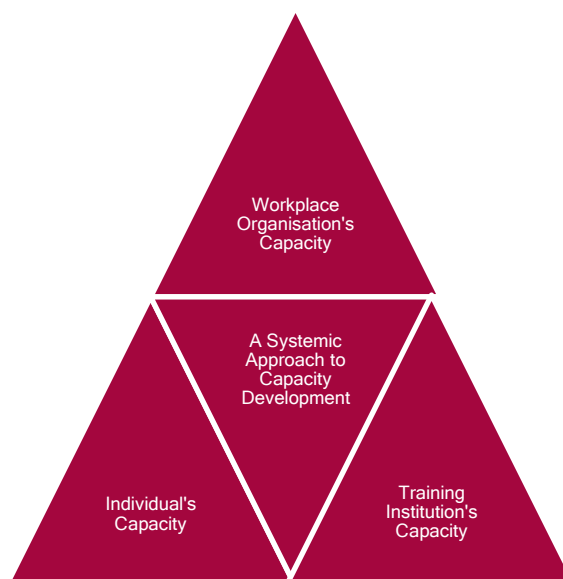 Workplace
Organisation's
Capacity
A Systemic
Approach to
Capacity
Development
Individual's
Capacity
Training
Institution's
Capacity